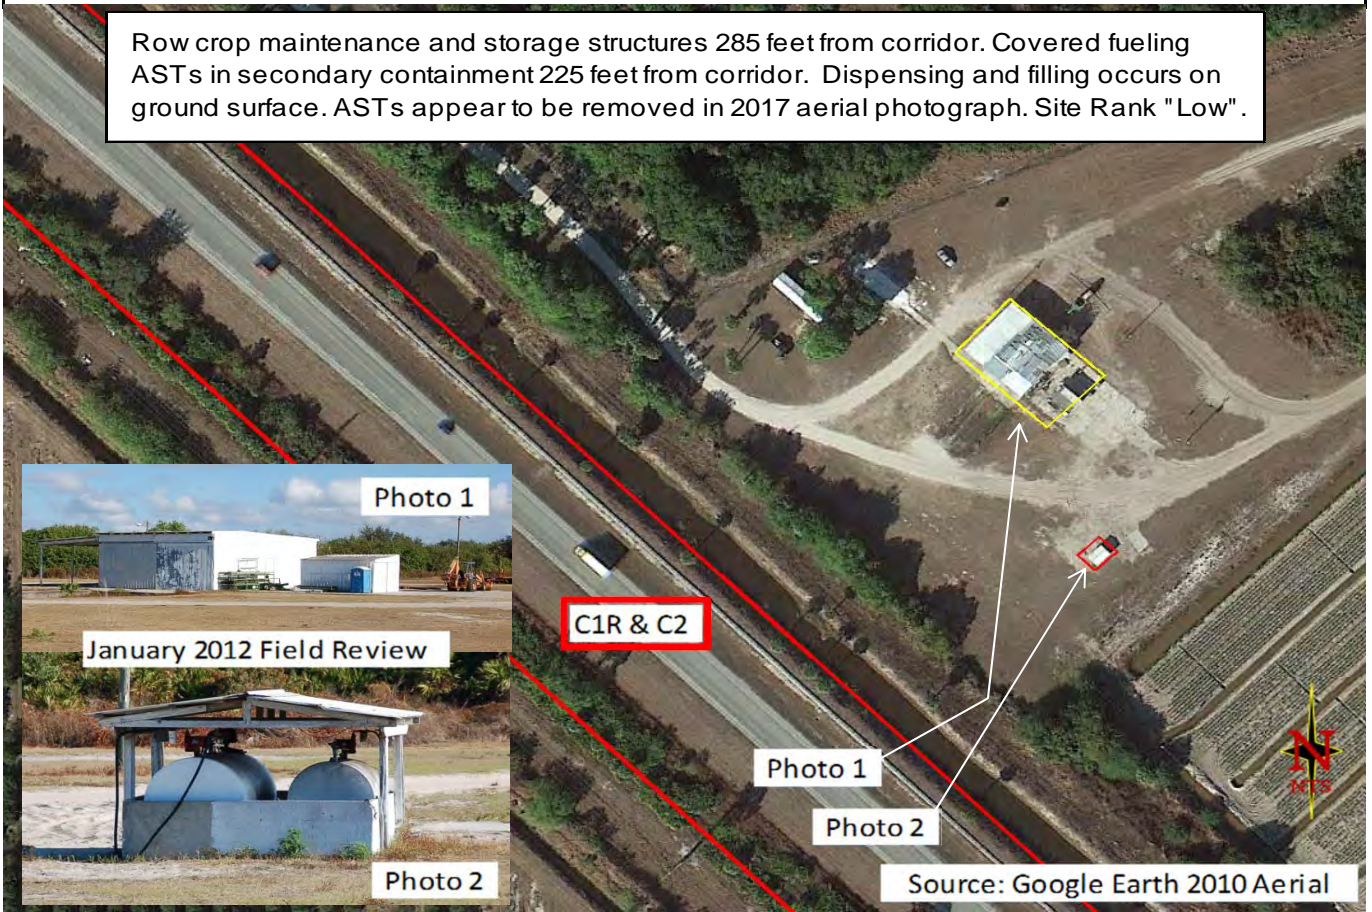 Row crop maintenance and storage structures 285 feet from corridor. Covered fueling
ASTs in secondary containment 225 feet from corridor. Dispensing and filling occurs on
ground surface. ASTs appear to be removed in 2017 aerial photograph. Site Rank "Low".
Photo 1
January 2012 Field Review
Photo 2
C1R & C2
Photo 1
Photo 2
N
NTS
Source: Google Earth 2010 Aerial